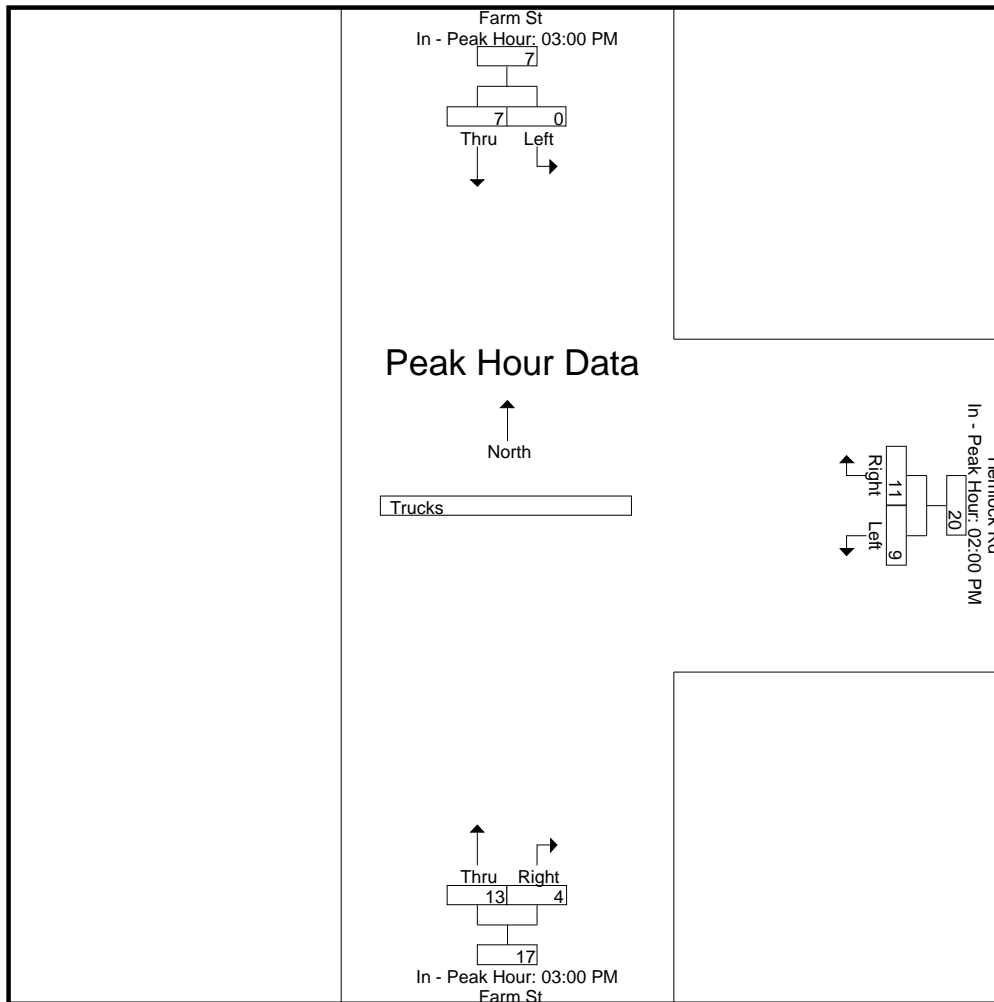 Farm St
In - Peak Hour: 03:00 PM
7
7 0
Thru Left
Peak Hour Data
North
Trucks
Hemlock Rd
In - Peak Hour: 02:00 PM
20
11 9
Right Left
Thru Right
13 4
17
In - Peak Hour: 03:00 PM
Farm St